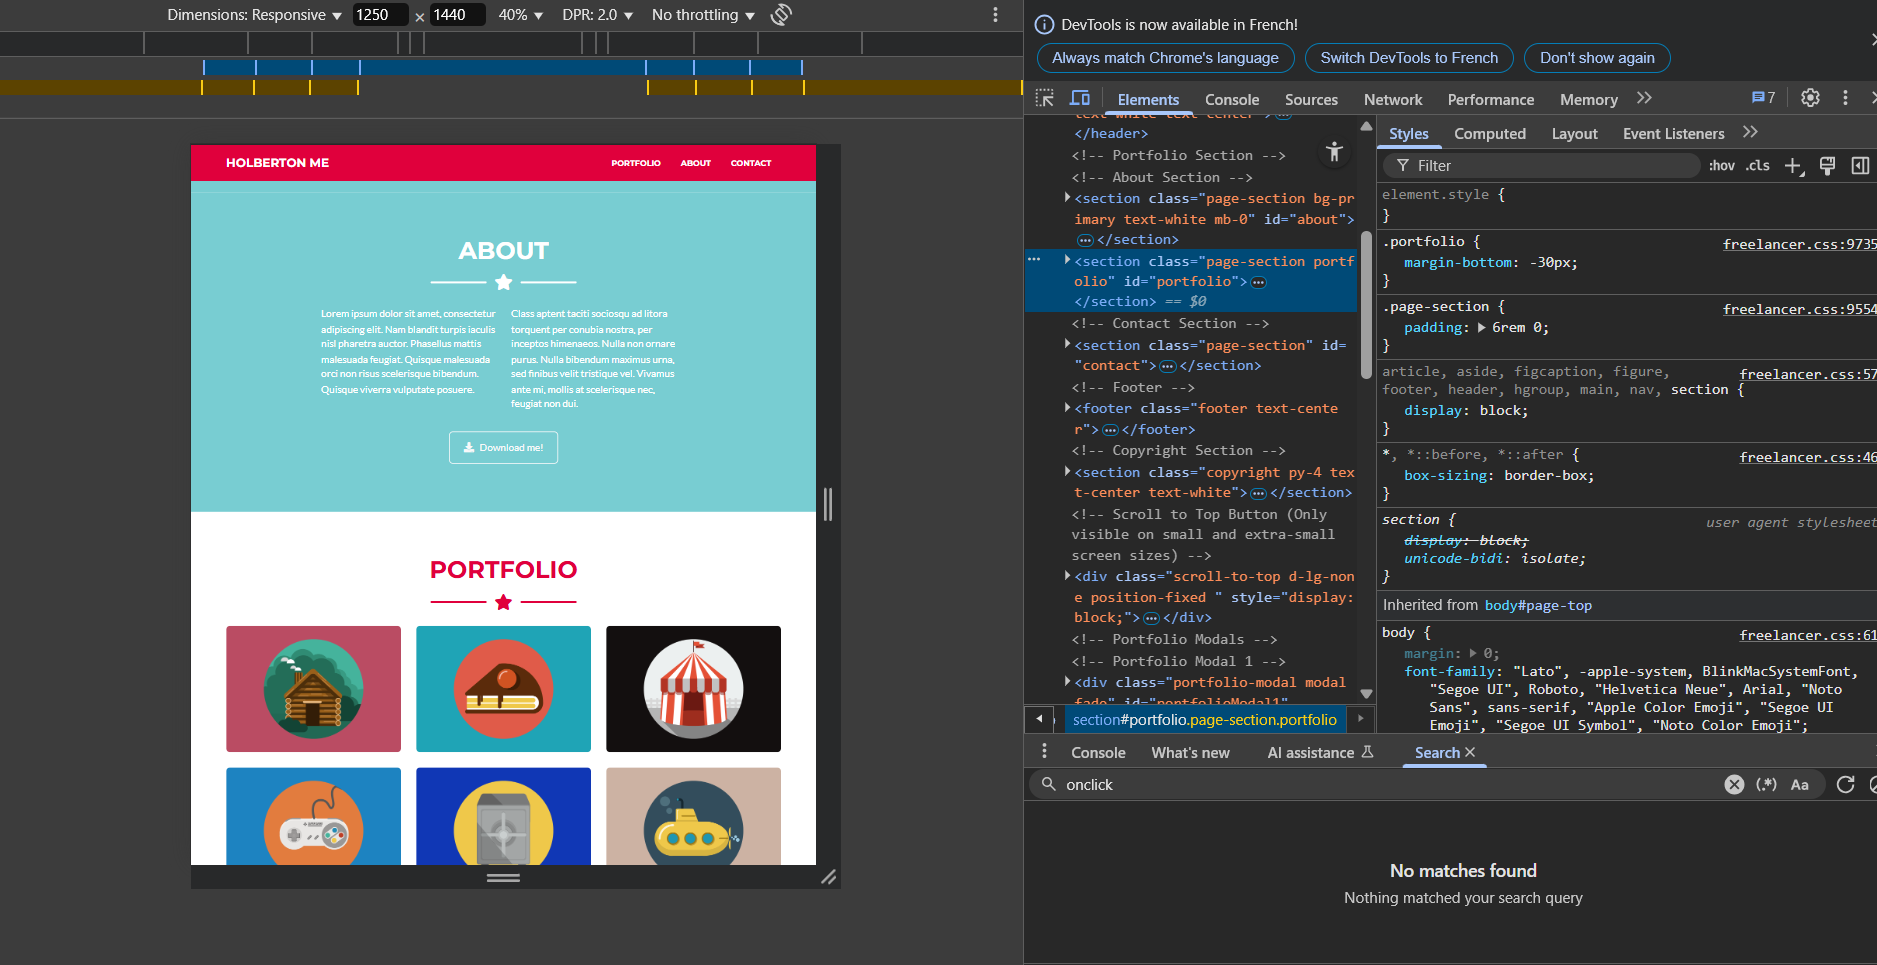 Dimensions: Responsive 1250 × 1440 40% DPR: 2.0 No throttling
HOLBERTON ME PORTFOLIO ABOUT CONTACT
ABOUT
Lorem ipsum dolor sit amet, consectetur
adipiscing elit. Nam blandit turpis iaculis
nisl pharetra auctor. Phasellus mattis
malesuada feugiat. Quisque malesuada
orci non risus scelerisque bibendum.
Quisque viverra vulputate posuere.
Class aptent taciti sociosqu ad litora
torquent per conubia nostra, per
inceptos himenaeos. Nulla non ornare
purus. Nulla bibendum maximus urna,
sed finibus velit tristique vel. Vivamus
ante mi, mollis at scelerisque nec,
feugiat non dui.
Download me!
PORTFOLIO
DevTools is now available in French!
Always match Chrome's language Switch DevTools to French Don't show again
Elements Console Sources Network Performance Memory 7
text-white text-center">
</header>
<!-- Portfolio Section -->
<!-- About Section -->
<section class="page-section bg-pr
imary text-white mb-0" id="about">
</section>
<section class="page-section portf
olio" id="portfolio">
</section> == $0
<!-- Contact Section -->
<section class="page-section" id=
"contact"></section>
<!-- Footer -->
<footer class="footer text-cente
r"></footer>
<!-- Copyright Section -->
<section class="copyright py-4 tex
t-center text-white"></section>
<!-- Scroll to Top Button (Only
visible on small and extra-small
screen sizes) -->
<div class="scroll-to-top d-lg-non
e position-fixed " style="display:
block;"></div>
<!-- Portfolio Modals -->
<!-- Portfolio Modal 1 -->
<div class="portfolio-modal modal
fade" id="portfolioModal1"
section#portfolio.page-section.portfolio
Styles Computed Layout Event Listeners
Filter :hov .cls
element.style {
}
.portfolio { freelancer.css:9735
margin-bottom: -30px;
}
.page-section { freelancer.css:9554
padding: 6rem 0;
}
article, aside, figcaption, figure, freelancer.css:57
footer, header, hgroup, main, nav, section {
display: block;
}
*, *::before, *::after { freelancer.css:46
box-sizing: border-box;
}
section { user agent stylesheet
display: block;
unicode-bidi: isolate;
}
Inherited from body#page-top
body { freelancer.css:61
margin: 0;
font-family: "Lato", -apple-system, BlinkMacSystemFont,
"Segoe UI", Roboto, "Helvetica Neue", Arial, "Noto
Sans", sans-serif, "Apple Color Emoji", "Segoe UI
Emoji", "Segoe UI Symbol", "Noto Color Emoji";
Console What's new AI assistance Search
onclick (.*) Aa
No matches found
Nothing matched your search query